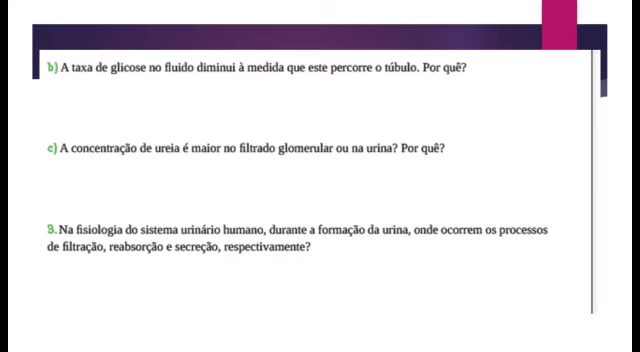 b) A taxa de glicose no fluido diminui à medida que este percorre o túbulo. Por quê?
c) A concentração de ureia é maior no filtrado glomerular ou na urina? Por quê?
3. Na fisiologia do sistema urinário humano, durante a formação da urina, onde ocorrem os processos
de filtração, reabsorção e secreção, respectivamente?